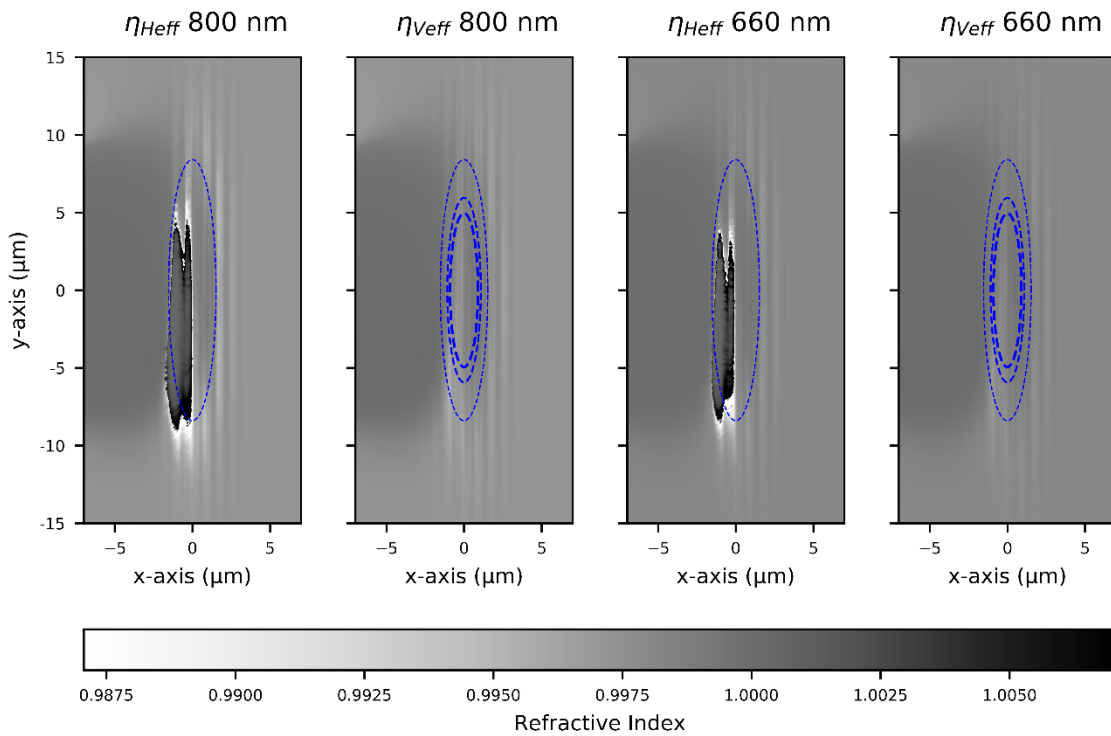 ηHeff 800 nm ηVeff 800 nm ηHeff 660 nm ηVeff 660 nm
15
10
5
0
-5
-10
-15
y-axis (μm)
−5 0 5 −5 0 5 −5 0 5 −5 0 5
x-axis (μm) x-axis (μm) x-axis (μm) x-axis (μm)
0.9875 0.9900 0.9925 0.9950 0.9975 1.0000 1.0025 1.0050
Refractive Index